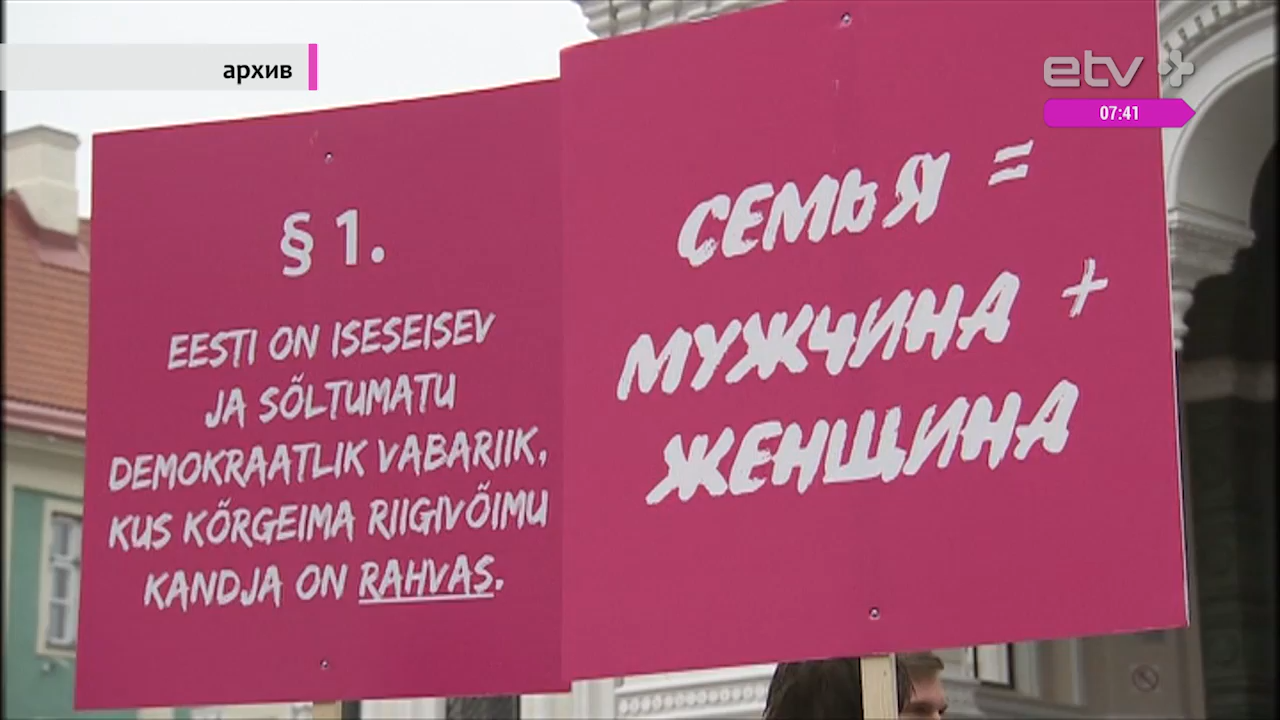 архив
etv+
07:41
§ 1.
EESTI ON ISESEISEV
JA SÕLTUMATU
DEMOKRAATLIK VABARIIK,
KUS KÕRGEIMA RIIGIVÕIMU
KANDJA ON RAHVAS.
СЕМЬЯ =
МУЖЧИНА +
ЖЕНЩИНА